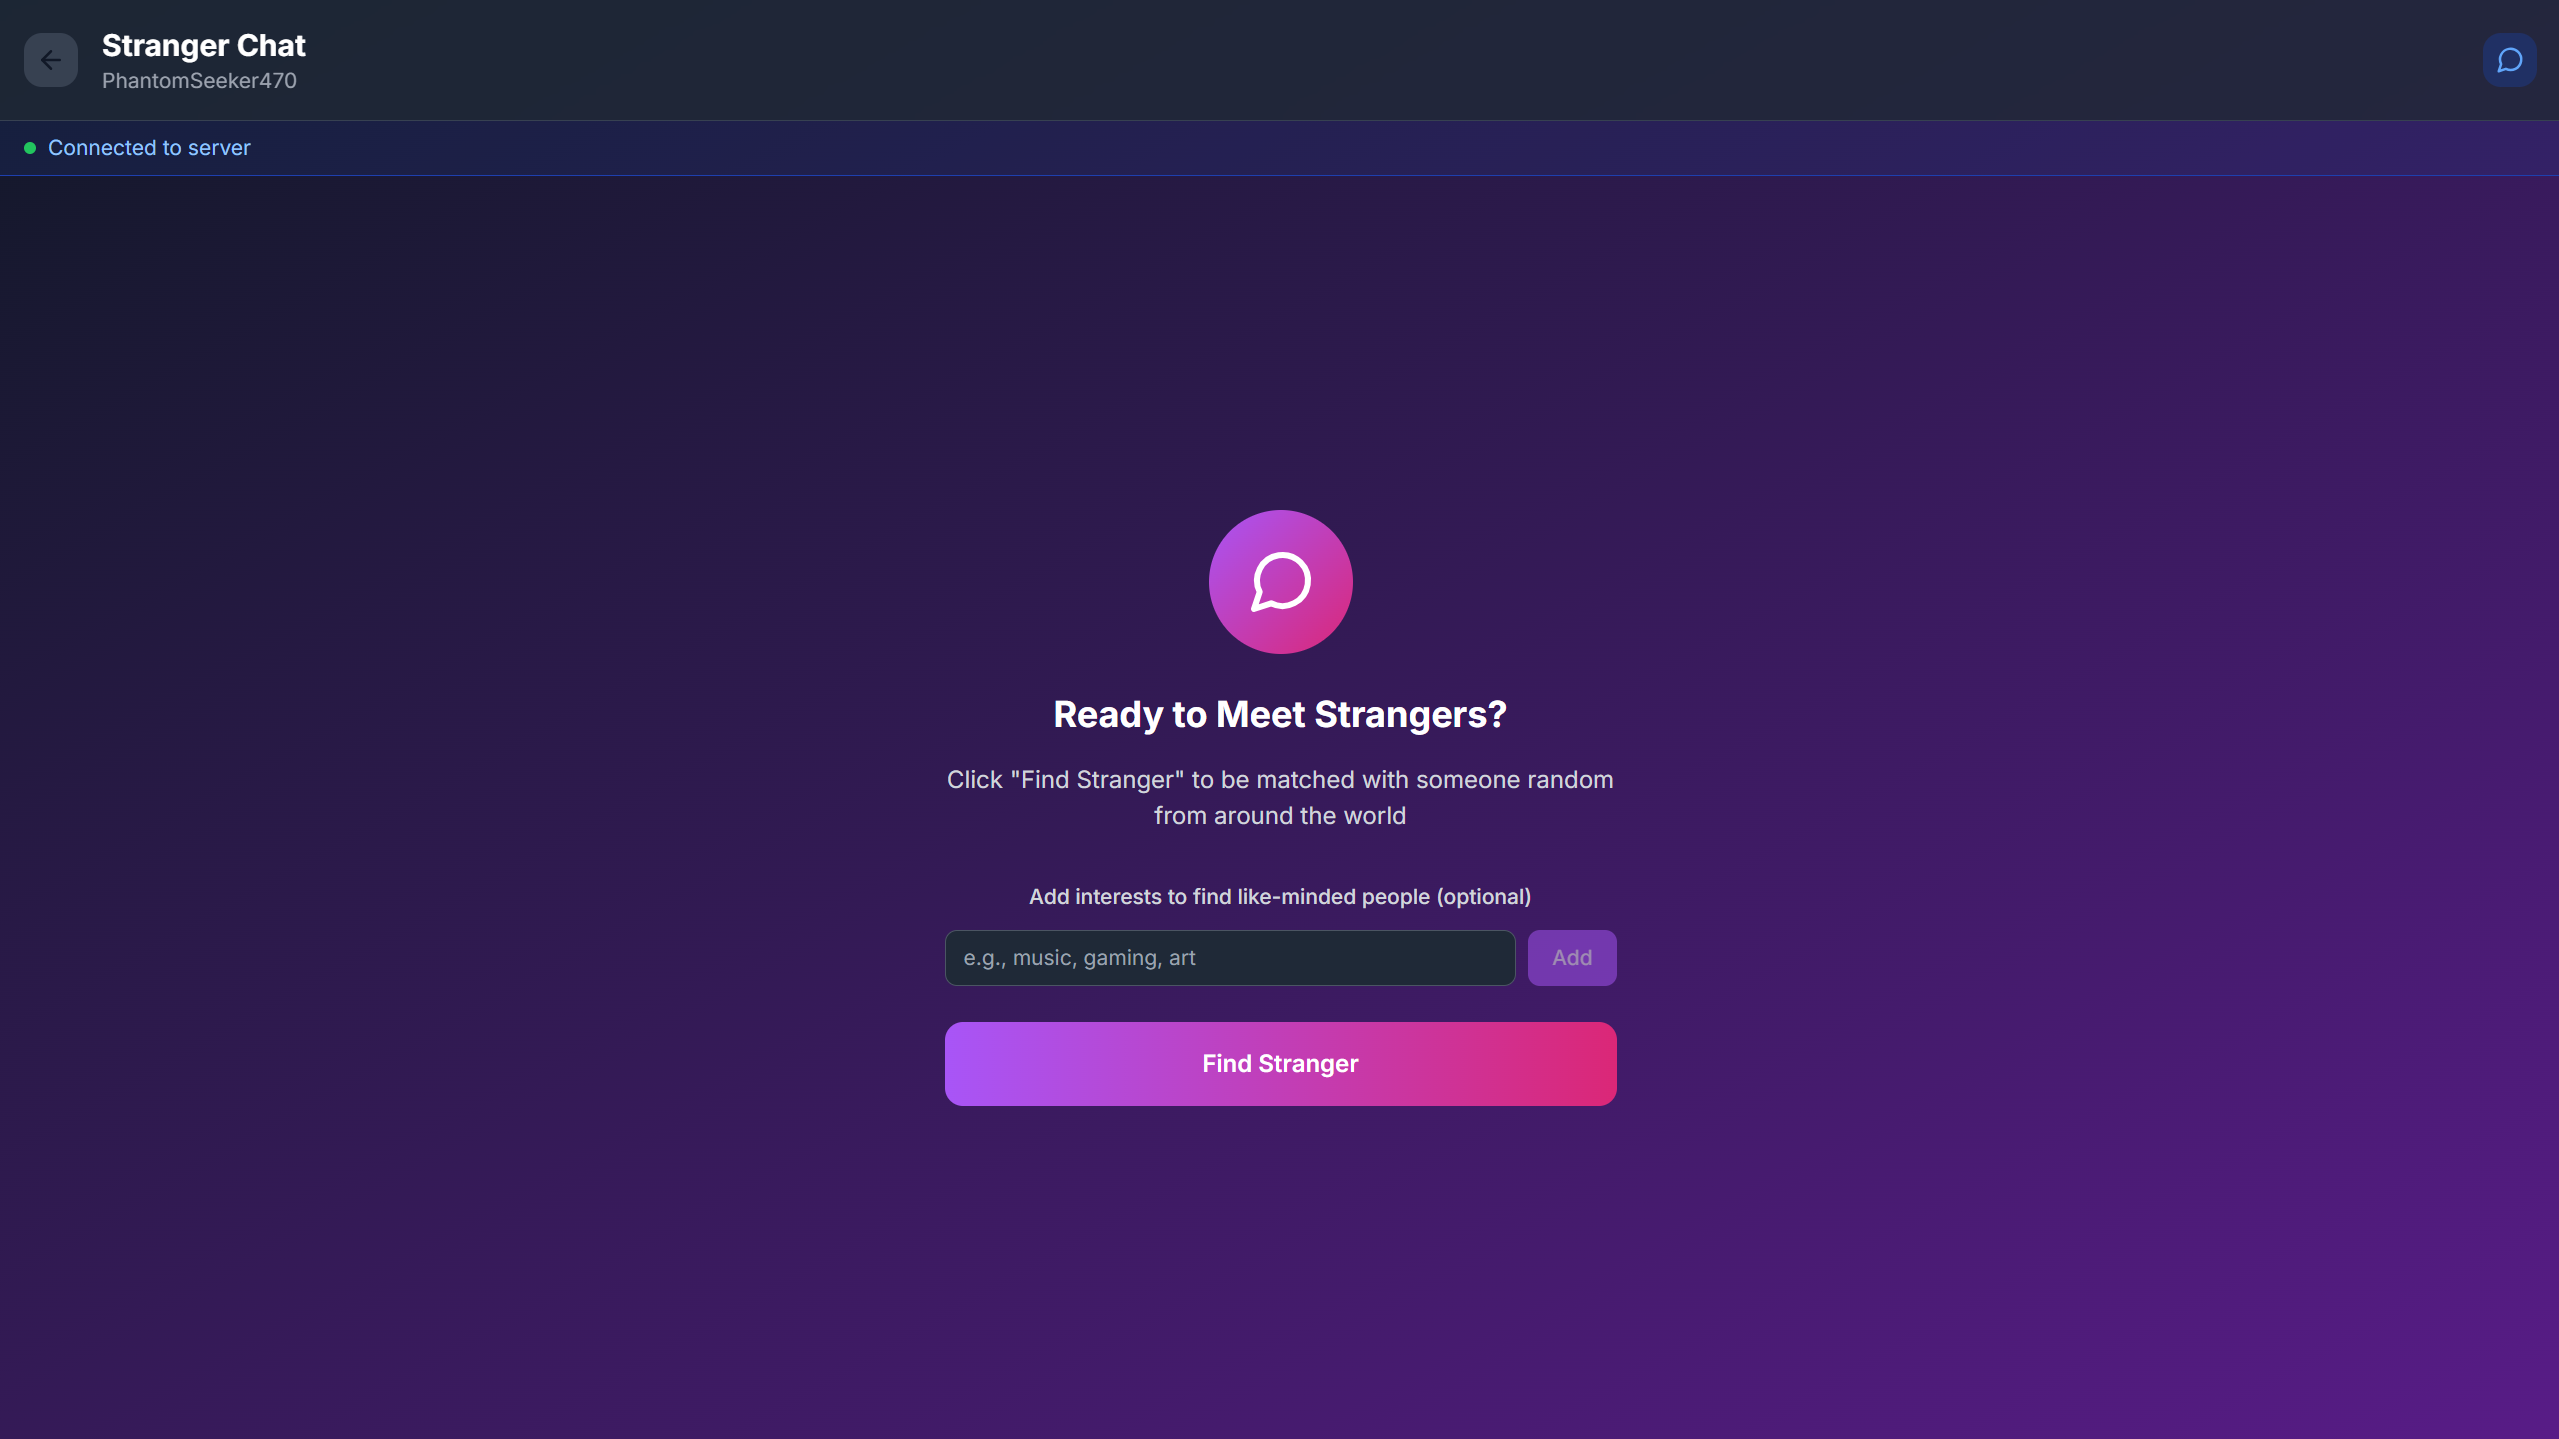 Stranger Chat
PhantomSeeker470
Connected to server
Ready to Meet Strangers?
Click "Find Stranger" to be matched with someone random
from around the world
Add interests to find like-minded people (optional)
e.g., music, gaming, art
Add
Find Stranger